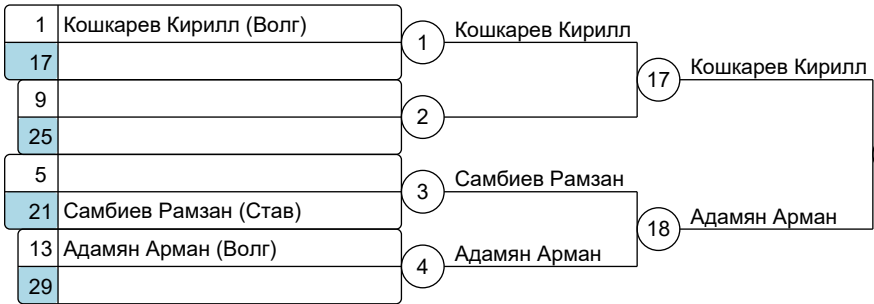 1 Кошкарев Кирилл (Волг)
17
1
Кошкарев Кирилл
9
25
2
17
Кошкарев Кирилл
5
21 Самбиев Рамзан (Став)
3
Самбиев Рамзан
13 Адамян Арман (Волг)
29
4
Адамян Арман
18
Адамян Арман